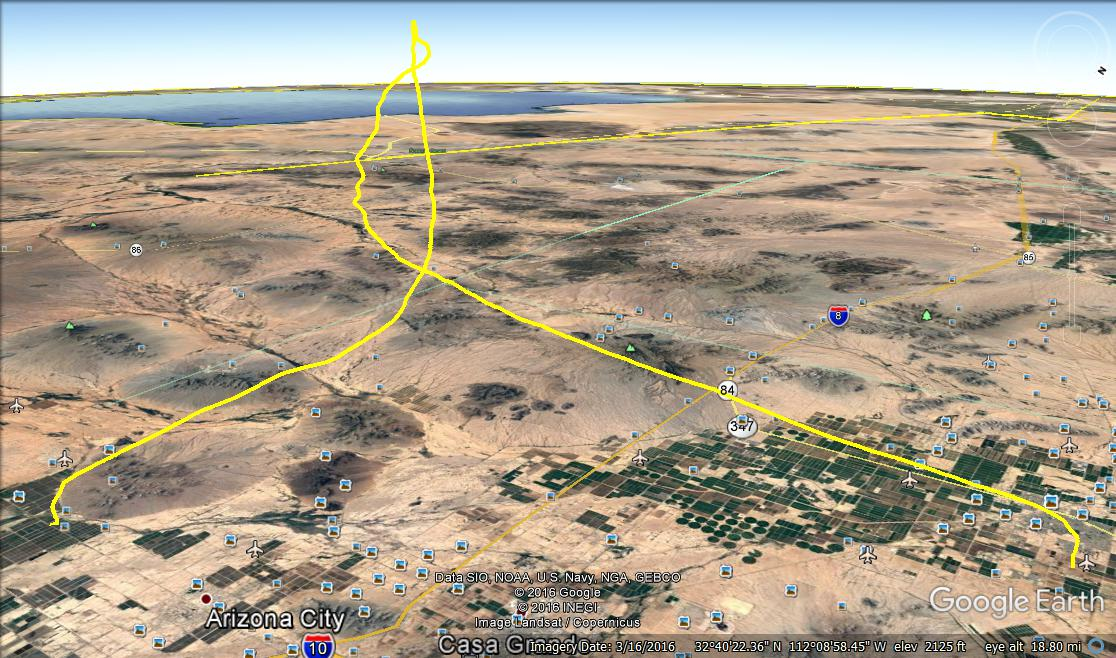 N
86
85
8
84
347
Arizona City
10
Casa Grande
Data SIO, NOAA, U.S. Navy, NGA, GEBCO
© 2016 Google
© 2016 INEGI
Image Landsat / Copernicus
Google Earth
Imagery Date: 3/16/2016 32°40'22.36" N 112°08'58.45" W elev 2125 ft eye alt 18.80 mi